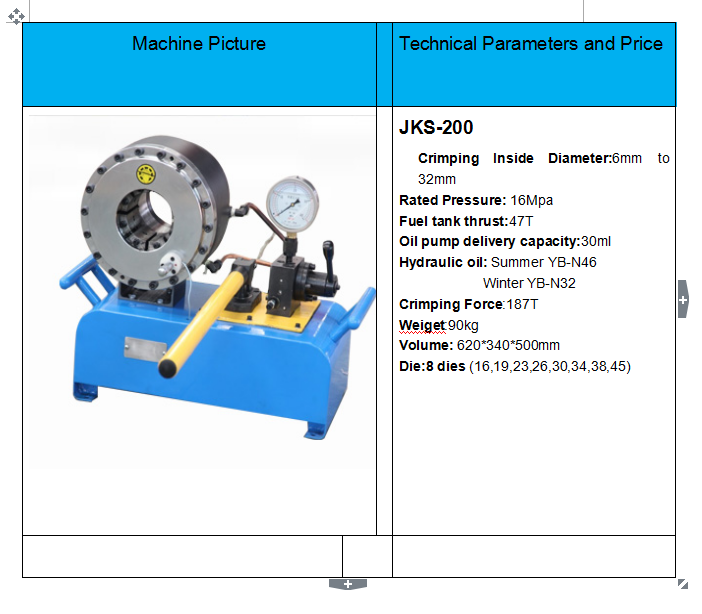 Machine Picture
Technical Parameters and Price
JKS-200
Crimping Inside Diameter:6mm to
32mm
Rated Pressure: 16Mpa
Fuel tank thrust:47T
Oil pump delivery capacity:30ml
Hydraulic oil: Summer YB-N46
Winter YB-N32
Crimping Force:187T
Weiget:90kg
Volume: 620*340*500mm
Die:8 dies (16,19,23,26,30,34,38,45)